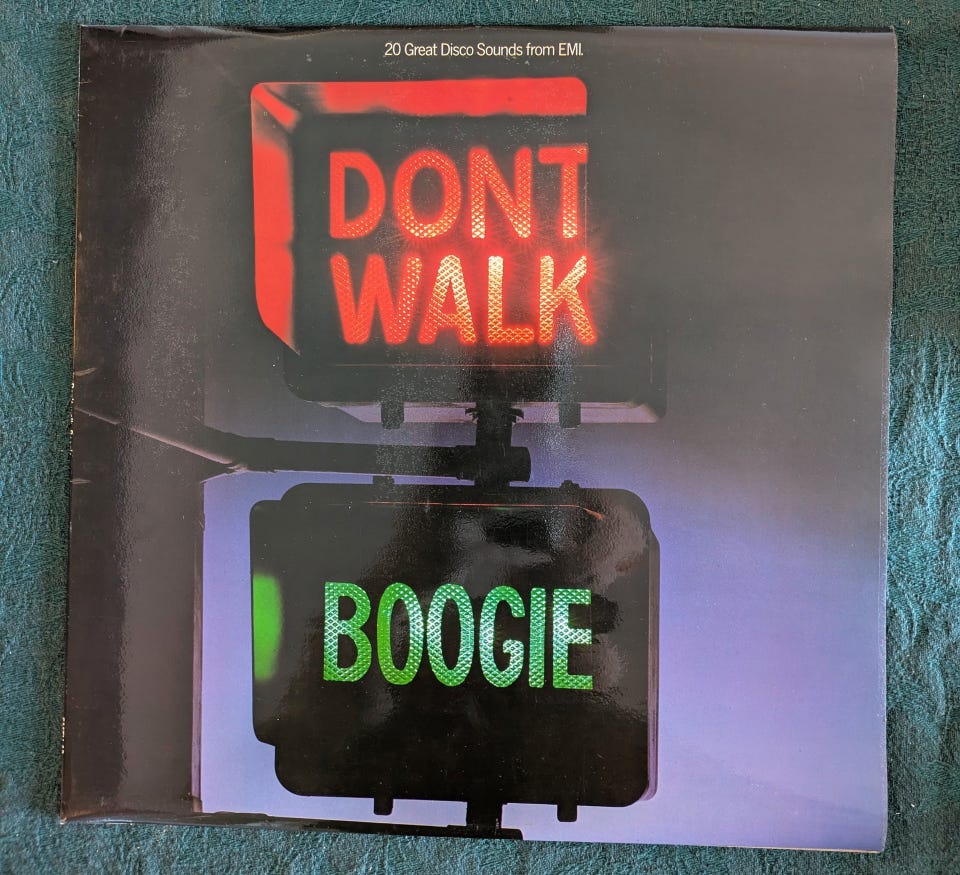 20 Great Disco Sounds from EMI.
DONT
WALK
BOOGIE